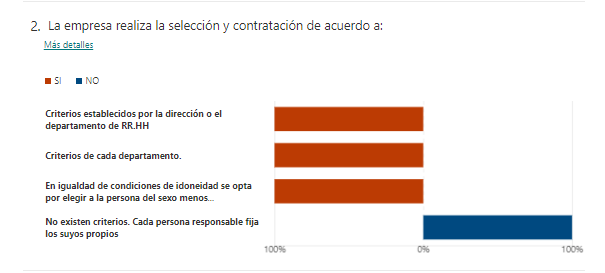 2. La empresa realiza la selección y contratación de acuerdo a:
Más detalles
SI NO
Criterios establecidos por la dirección o el
departamento de RR.HH
Criterios de cada departamento.
En igualdad de condiciones de idoneidad se opta
por elegir a la persona del sexo menos...
No existen criterios. Cada persona responsable fija
los suyos propios
100% 0% 100%